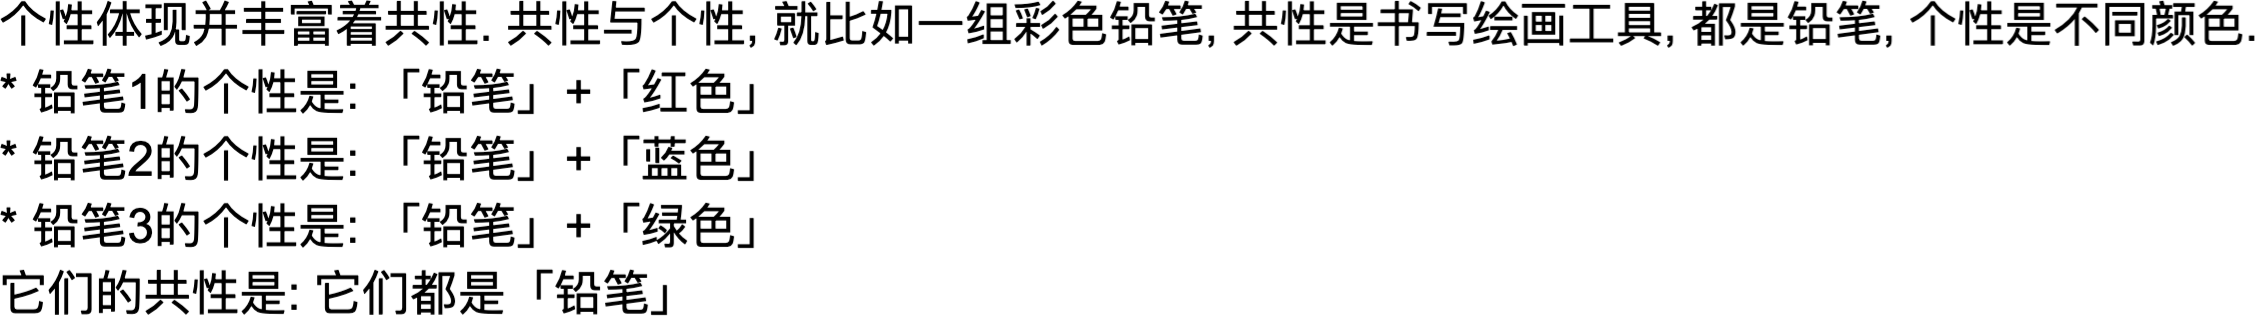 个性体现并丰富着共性. 共性与个性, 就比如一组彩色铅笔, 共性是书写绘画工具, 都是铅笔, 个性是不同颜色.
* 铅笔1的个性是: 「铅笔」+「红色」
* 铅笔2的个性是: 「铅笔」+「蓝色」
* 铅笔3的个性是: 「铅笔」+「绿色」
它们的共性是: 它们都是「铅笔」